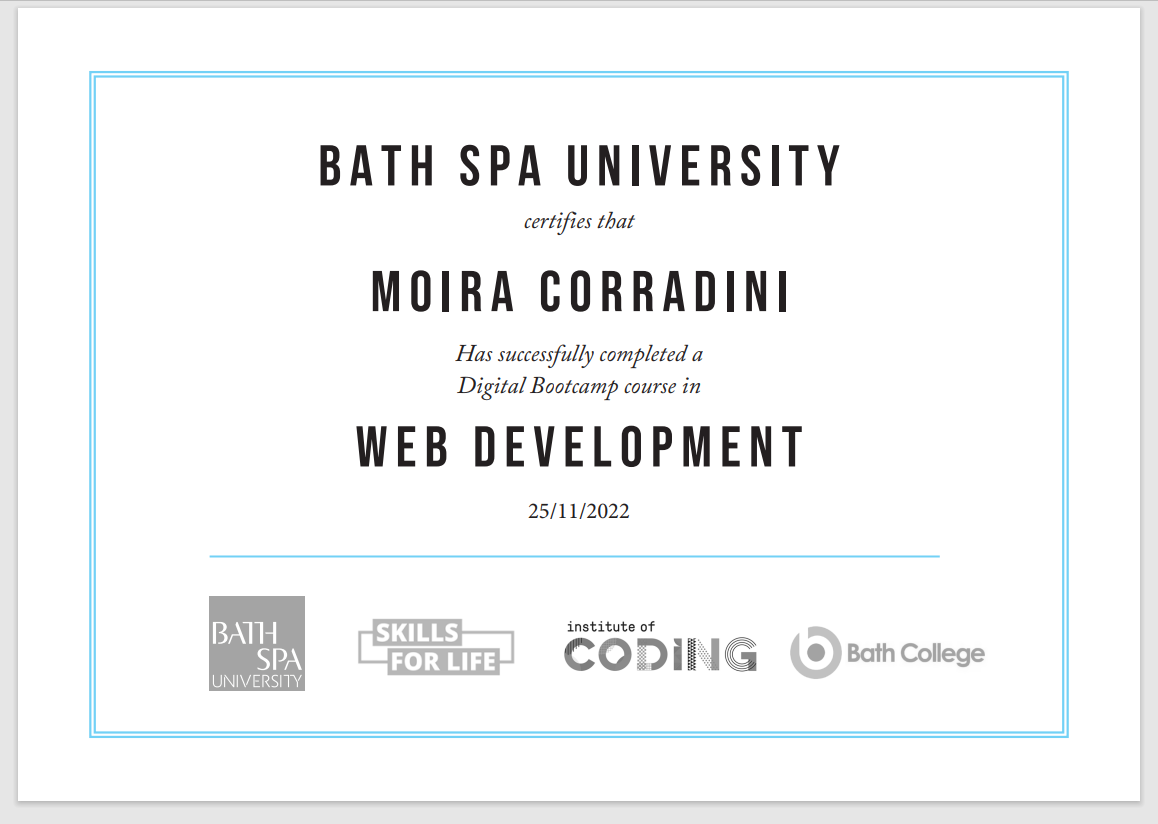 BATH SPA UNIVERSITY
certifies that
MOIRA CORRADINI
Has successfully completed a
Digital Bootcamp course in
WEB DEVELOPMENT
25/11/2022
BATH
SPA
UNIVERSITY
SKILLS
FOR LIFE
institute of
CODING
Bath College